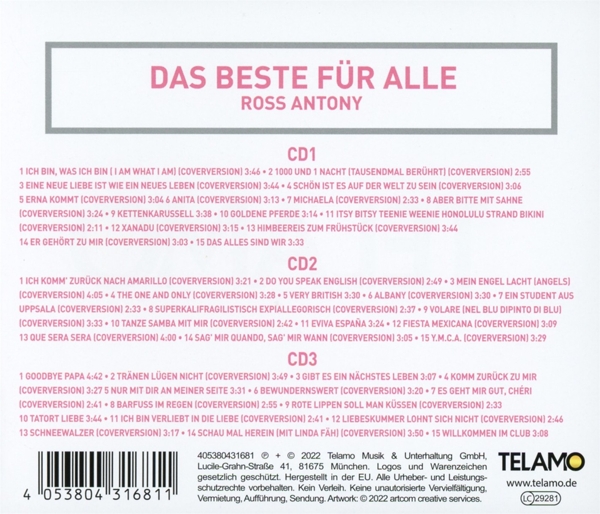 DAS BESTE FÜR ALLE
ROSS ANTONY
CD1
1 ICH BIN, WAS ICH BIN ( I AM WHAT I AM) (COVERVERSION) 3:46 • 2 1000 UND 1 NACHT (TAUSENDMAL BERÜHRT) (COVERVERSION) 2:55
3 EINE NEUE LIEBE IST WIE EIN NEUES LEBEN (COVERVERSION) 3:44 • 4 SCHÖN IST ES AUF DER WELT ZU SEIN (COVERVERSION) 3:06
5 ERNA KOMMT (COVERVERSION) 3:04 6 ANITA (COVERVERSION) 3:13 • 7 MICHAELA (COVERVERSION) 2:33 • 8 ABER BITTE MIT SAHNE
(COVERVERSION) 3:24 • 9 KETTENKARUSSELL 3:38 • 10 GOLDENE PFERDE 3:14 • 11 ITSY BITSY TEENIE WEENIE HONOLULU STRAND BIKINI
(COVERVERSION) 2:11 • 12 XANADU (COVERVERSION) 3:15 • 13 HIMBEEREIS ZUM FRÜHSTÜCK (COVERVERSION) 3:44
14 ER GEHÖRT ZU MIR (COVERVERSION) 3:03 • 15 DAS ALLES SIND WIR 3:33
CD2
1 ICH KOMM' ZURÜCK NACH AMARILLO (COVERVERSION) 3:21 • 2 DO YOU SPEAK ENGLISH (COVERVERSION) 2:49 • 3 MEIN ENGEL LACHT (ANGELS)
(COVERVERSION) 4:05 • 4 THE ONE AND ONLY (COVERVERSION) 3:28 • 5 VERY BRITISH 3:30 • 6 ALBANY (COVERVERSION) 3:30 • 7 EIN STUDENT AUS
UPPSALA (COVERVERSION) 2:33 • 8 SUPERKALIFRAGILISTISCH EXPIALLEGORISCH (COVERVERSION) 2:57 • 9 VOLARE (NEL BLU DIPINTO DI BLU)
(COVERVERSION) 3:33 • 10 TANZE SAMBA MIT MIR (COVERVERSION) 2:42 • 11 EVIVA ESPAÑA 3:24 • 12 FIESTA MEXICANA (COVERVERSION) 3:09
13 QUE SERA SERA (COVERVERSION) 4:00 • 14 SAG' MIR QUANDO, SAG' MIR WANN (COVERVERSION) 3:05 • 15 Y.M.C.A. (COVERVERSION) 3:29
CD3
1 GOODBYE PAPA 4:42 • 2 TRÄNEN LÜGEN NICHT (COVERVERSION) 2:49 • 3 GIBT ES EIN NÄCHSTES LEBEN 3:07 • 4 KOMM ZURÜCK ZU MIR
(COVERVERSION) 3:27 5 NUR MIT DIR AN MEINER SEITE 3:31 • 6 BEWUNDERNSWERT (COVERVERSION) 3:20 • 7 ES GEHT MIR GUT, CHÉRI
(COVERVERSION) 2:41 • 8 BARFUSS IM REGEN (COVERVERSION) 2:55 • 9 ROTE LIPPEN SOLL MAN KÜSSEN (COVERVERSION) 2:33
10 TATORT LIEBE 3:44 • 11 ICH BIN VERLIEBT IN DIE LIEBE (COVERVERSION) 2:41 • 12 LIEBESKUMMER LOHNT SICH NICHT (COVERVERSION) 2:46
13 SCHNEEWALZER (COVERVERSION) 3:17 • 14 SCHAU MAL HEREIN (MIT LINDA FÄH) (COVERVERSION) 3:50 • 15 WILLKOMMEN IM CLUB 3:08
405380431681 ℗ + © 2022 Telamo Musik & Unterhaltung GmbH,
Lucile-Grahn-Straße 41, 81675 München. Logos und Warenzeichen
gesetzlich geschützt. Hergestellt in der EU. Alle Urheber- und Leistungs-
schutzrechte vorbehalten. Kein Verleih. Keine unautorisierte Vervielfältigung,
Vermietung, Aufführung, Sendung. Artwork: © 2022 artcom creative services.
TELAMO
www.telamo.de
LC 29281
4 053804 316811